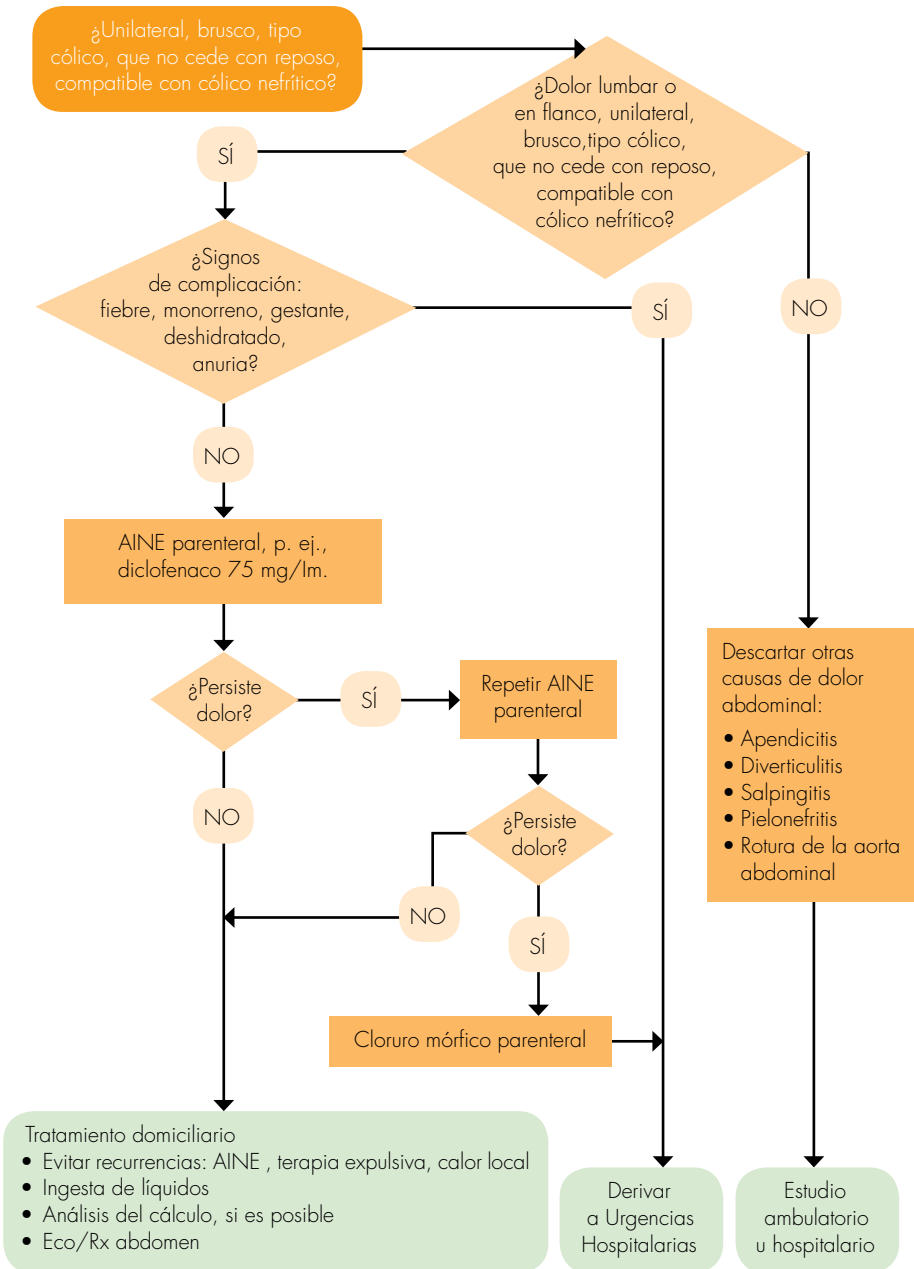 ¿Unilateral, brusco, tipo
cólico, que no cede con reposo,
compatible con cólico nefrítico?
¿Dolor lumbar o
en flanco, unilateral,
brusco,tipo cólico,
que no cede con reposo,
compatible con
cólico nefrítico?
SÍ
NO
¿Signos
de complicación:
fiebre, monorreno, gestante,
deshidratado,
anuria?
SÍ
NO
AINE parenteral, p. ej.,
diclofenaco 75 mg/Im.
¿Persiste
dolor?
SÍ
Repetir AINE
parenteral
NO
¿Persiste
dolor?
NO
SÍ
Cloruro mórfico parenteral
Descartar otras
causas de dolor
abdominal:
• Apendicitis
• Diverticulitis
• Salpingitis
• Pielonefritis
• Rotura de la aorta
abdominal
Tratamiento domiciliario
• Evitar recurrencias: AINE , terapia expulsiva, calor local
• Ingesta de líquidos
• Análisis del cálculo, si es posible
• Eco/Rx abdomen
Derivar
a Urgencias
Hospitalarias
Estudio
ambulatorio
u hospitalario